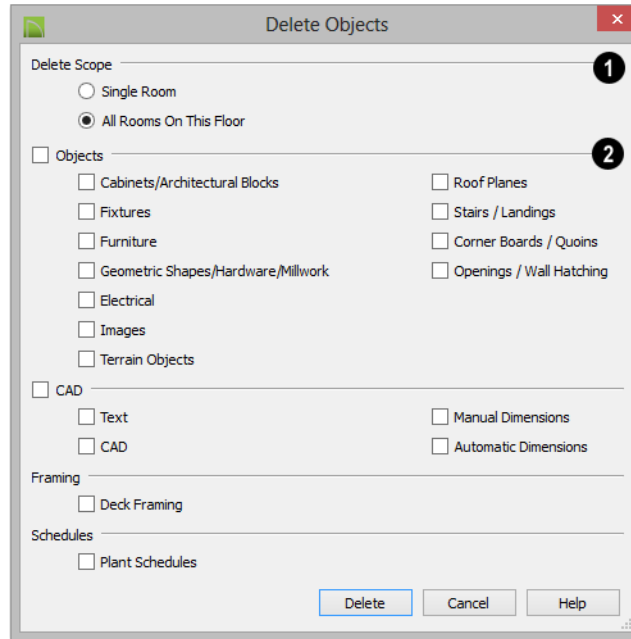 Delete Objects
Delete Scope
1
Single Room
All Rooms On This Floor
Objects
2
Cabinets/Architectural Blocks
Roof Planes
Fixtures
Stairs / Landings
Furniture
Corner Boards / Quoins
Geometric Shapes/Hardware/Millwork
Openings / Wall Hatching
Electrical
Images
Terrain Objects
CAD
Text
Manual Dimensions
CAD
Automatic Dimensions
Framing
Deck Framing
Schedules
Plant Schedules
Delete
Cancel
Help